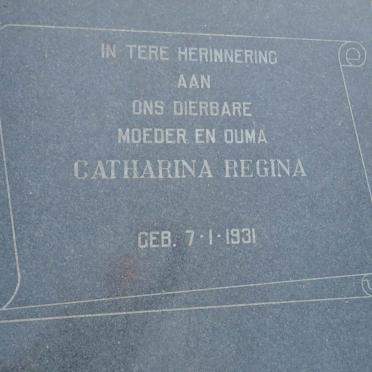 IN TERE HERINNERING
AAN
ONS DIERBARE
MOEDER EN OUMA
CATHARINA REGINA
GEB. 7·1·1931